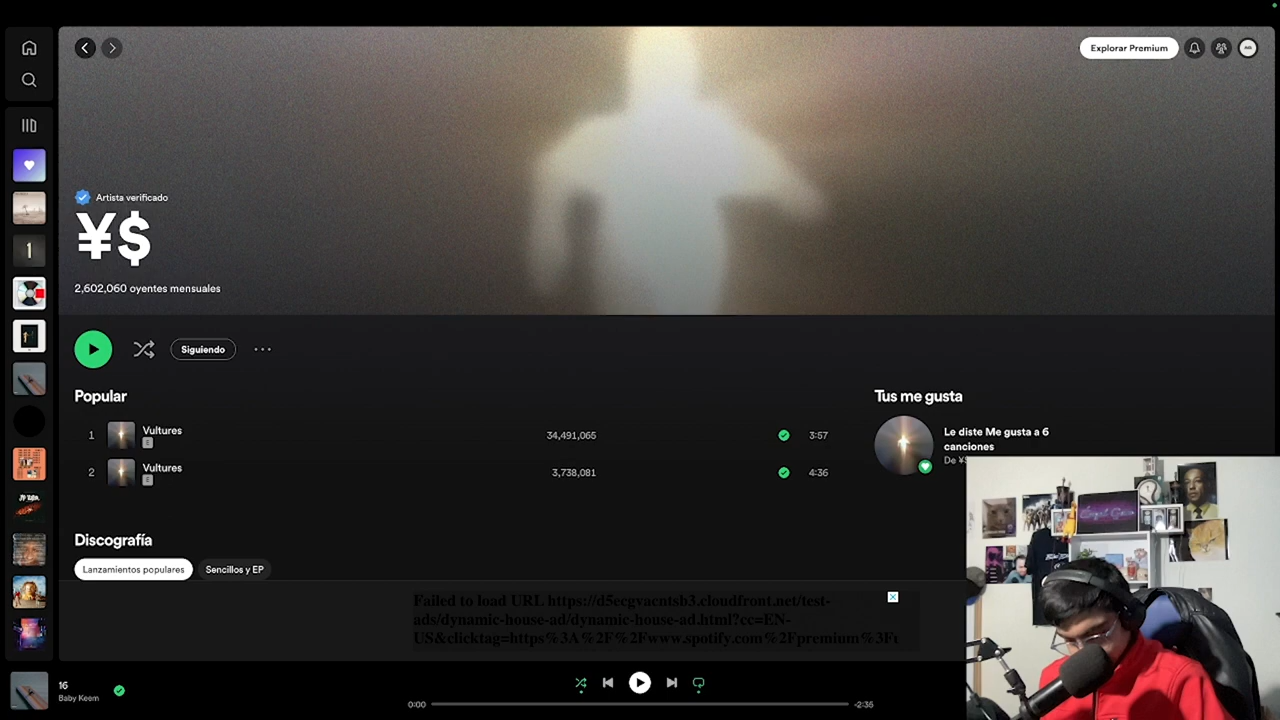 Explorar Premium
Artista verificado
¥$
2,602,060 oyentes mensuales
Siguiendo
Popular
Tus me gusta
1
Vultures
E
34,491,065
3:57
Le diste Me gusta a 6
canciones
De ¥$
2
Vultures
E
3,738,081
4:36
Discografía
Lanzamientos populares
Sencillos y EP
Failed to load URL https://d5ecgvacntsb3.cloudfront.net/test-
ads/dynamic-house-ad/dynamic-house-ad.html?cc=EN-
US&clicktag=https%3A%2F%2Fwww.spotify.com%2Fpremium%3Ft
16
Baby Keem
0:00
-2:36
1